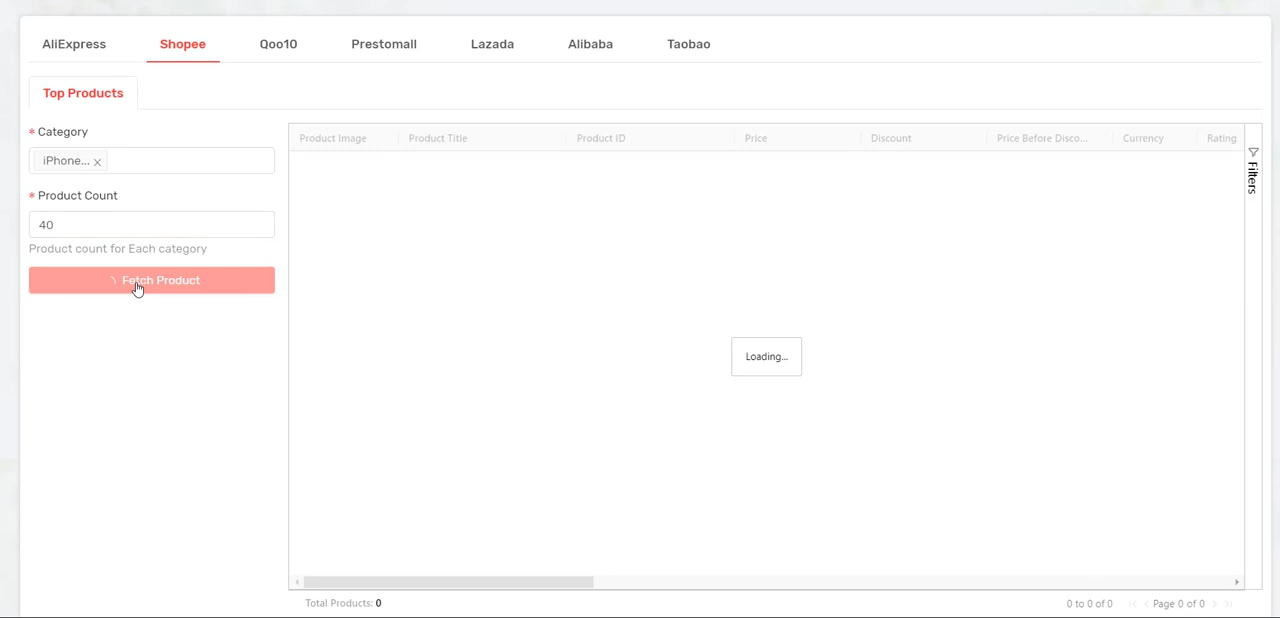 AliExpress Shopee Qoo10 Prestomall Lazada Alibaba Taobao
Top Products
* Category
iPhone...
* Product Count
40
Product count for Each category
Fetch Product
Product Image Product Title Product ID Price Discount Price Before Disco... Currency Rating
Filters
Loading...
Total Products: 0
0 to 0 of 0 Page 0 of 0